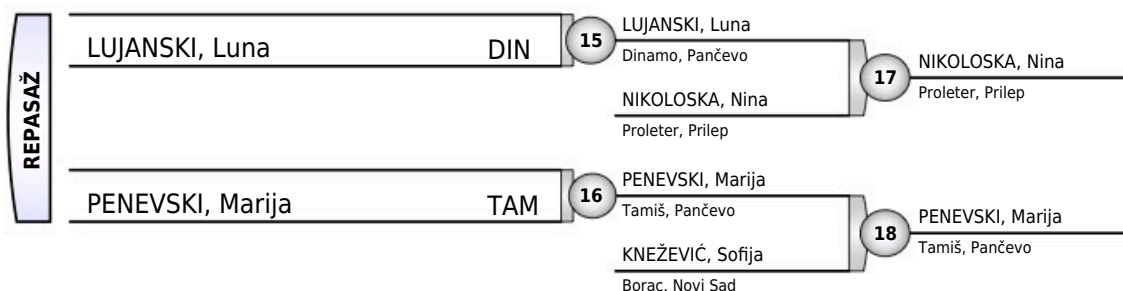 REPASAŽ
LUJANSKI, Luna DIN
15
LUJANSKI, Luna
Dinamo, Pančevo
NIKOLOSKA, Nina
Proleter, Prilep
17
NIKOLOSKA, Nina
Proleter, Prilep
PENEVSKI, Marija TAM
16
PENEVSKI, Marija
Tamiš, Pančevo
KNEŽEVIĆ, Sofija
Borac, Novi Sad
18
PENEVSKI, Marija
Tamiš, Pančevo